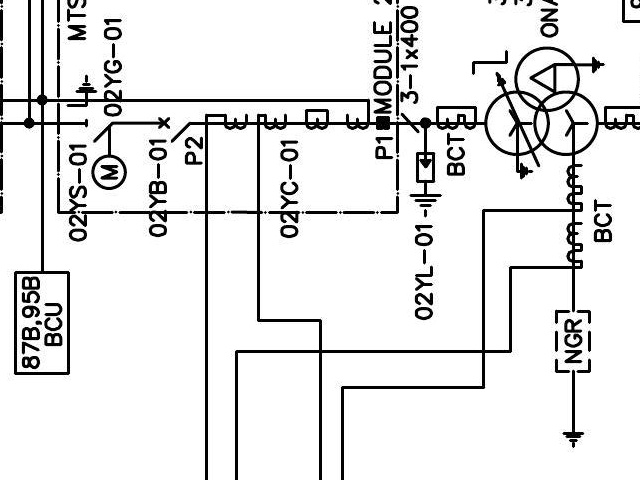 MTS
02YG-01
MODULE 2
3-1x400
ONA
02YS-01
M
02YB-01
P2
02YC-01
P1
BCT
02YL-01
BCT
87B,95B
BCU
NGR